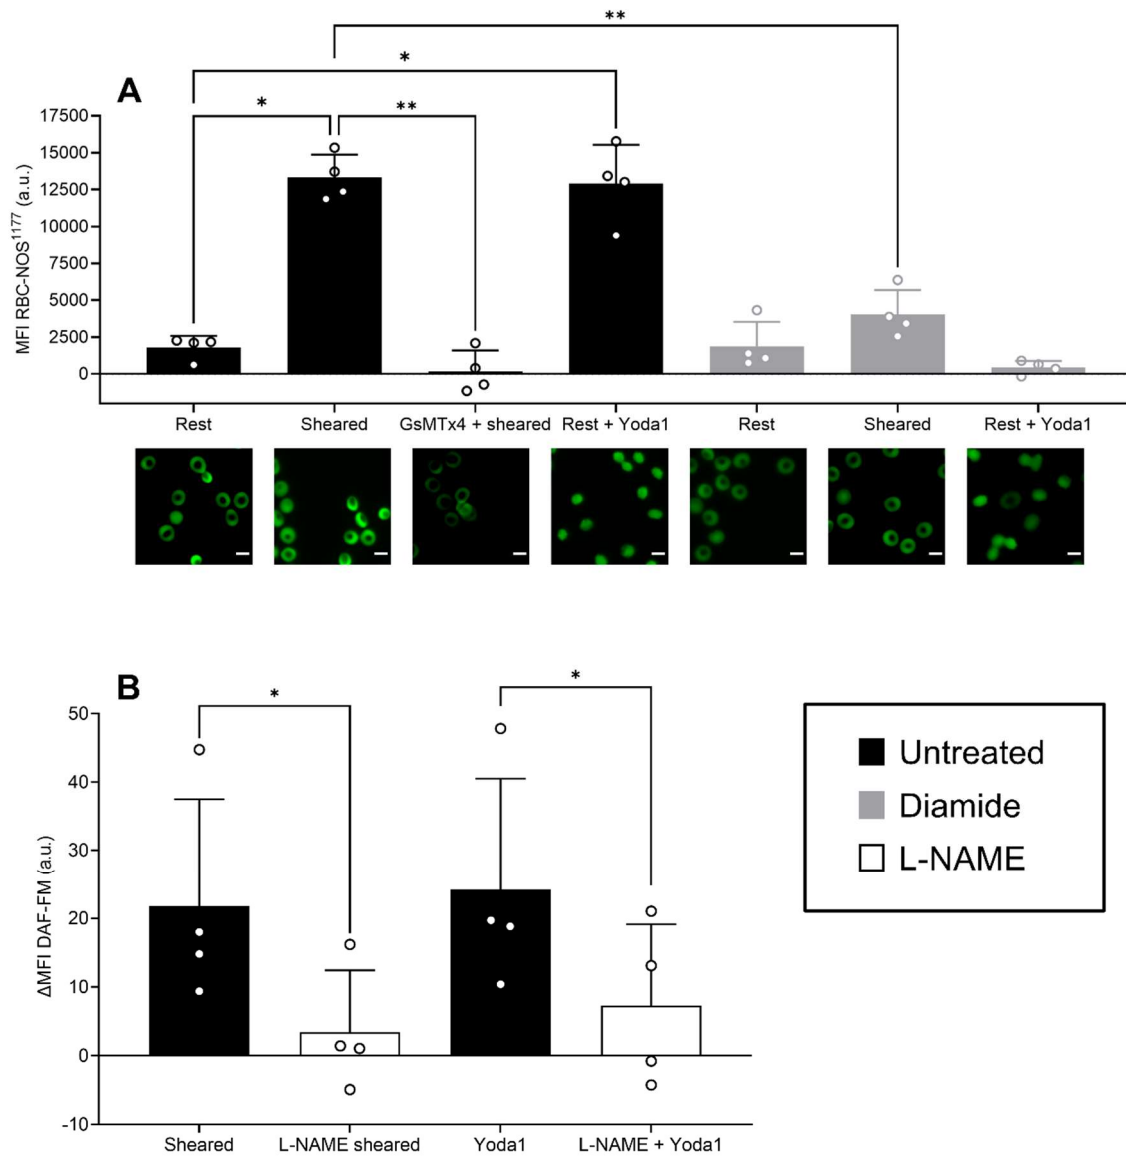 **
*
A
*
**
17500
15000
12500
10000
7500
5000
2500
0
MFI RBC-NOS¹¹⁷⁷ (a.u.)
Rest Sheared GsMTx4 + sheared Rest + Yoda1 Rest Sheared Rest + Yoda1
B
*
*
50
40
30
20
10
0
-10
ΔMFI DAF-FM (a.u.)
Sheared L-NAME sheared Yoda1 L-NAME + Yoda1
Untreated
Diamide
L-NAME